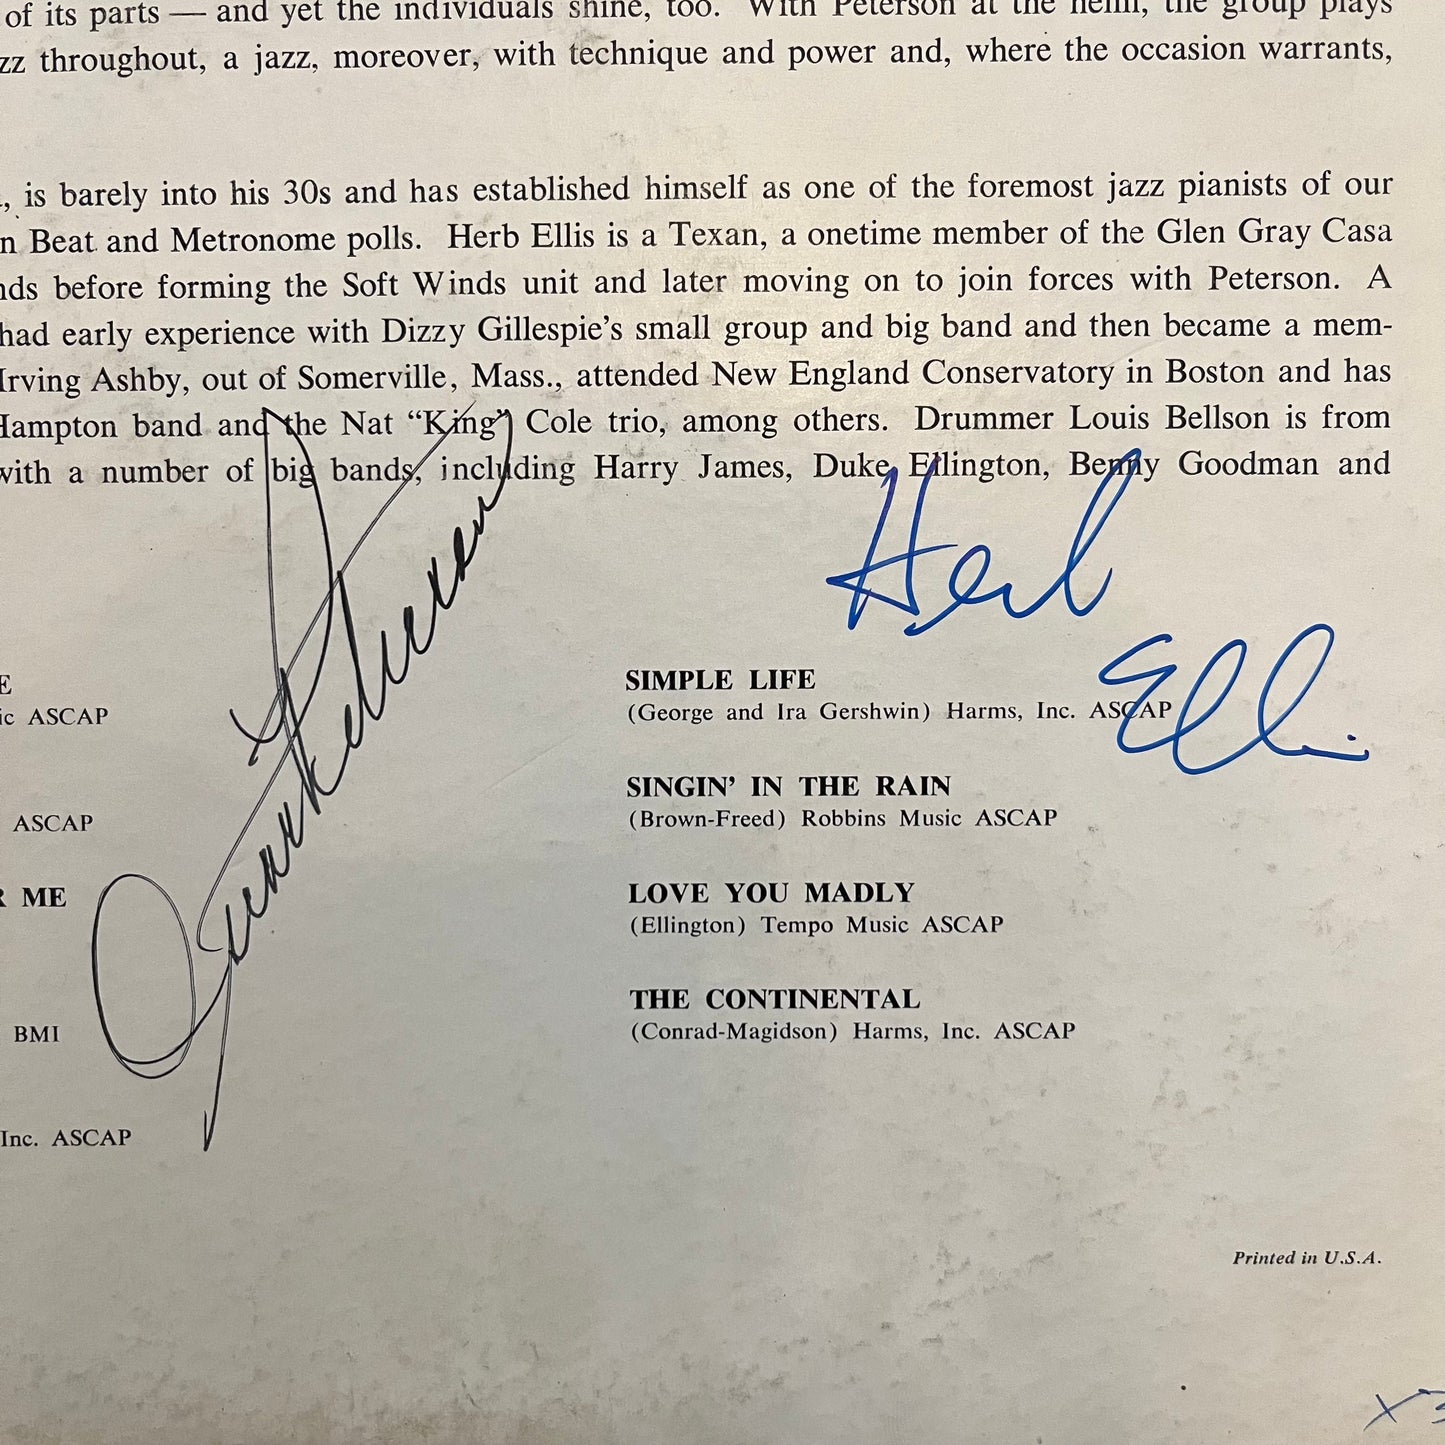 of its parts — and yet the individuals shine, too. With Peterson at the helm, the group plays
zz throughout, a jazz, moreover, with technique and power and, where the occasion warrants,
, is barely into his 30s and has established himself as one of the foremost jazz pianists of our
n Beat and Metronome polls. Herb Ellis is a Texan, a onetime member of the Glen Gray Casa
nds before forming the Soft Winds unit and later moving on to join forces with Peterson. A
had early experience with Dizzy Gillespie's small group and big band and then became a mem-
Irving Ashby, out of Somerville, Mass., attended New England Conservatory in Boston and has
Hampton band and the Nat “King” Cole trio, among others. Drummer Louis Bellson is from
with a number of big bands, including Harry James, Duke Ellington, Benny Goodman and
Herb
Ellis
Oscar Peterson
E
ic ASCAP
ASCAP
R ME
BMI
Inc. ASCAP
SIMPLE LIFE
(George and Ira Gershwin) Harms, Inc. ASCAP
SINGIN' IN THE RAIN
(Brown-Freed) Robbins Music ASCAP
LOVE YOU MADLY
(Ellington) Tempo Music ASCAP
THE CONTINENTAL
(Conrad-Magidson) Harms, Inc. ASCAP
Printed in U.S.A.
x3